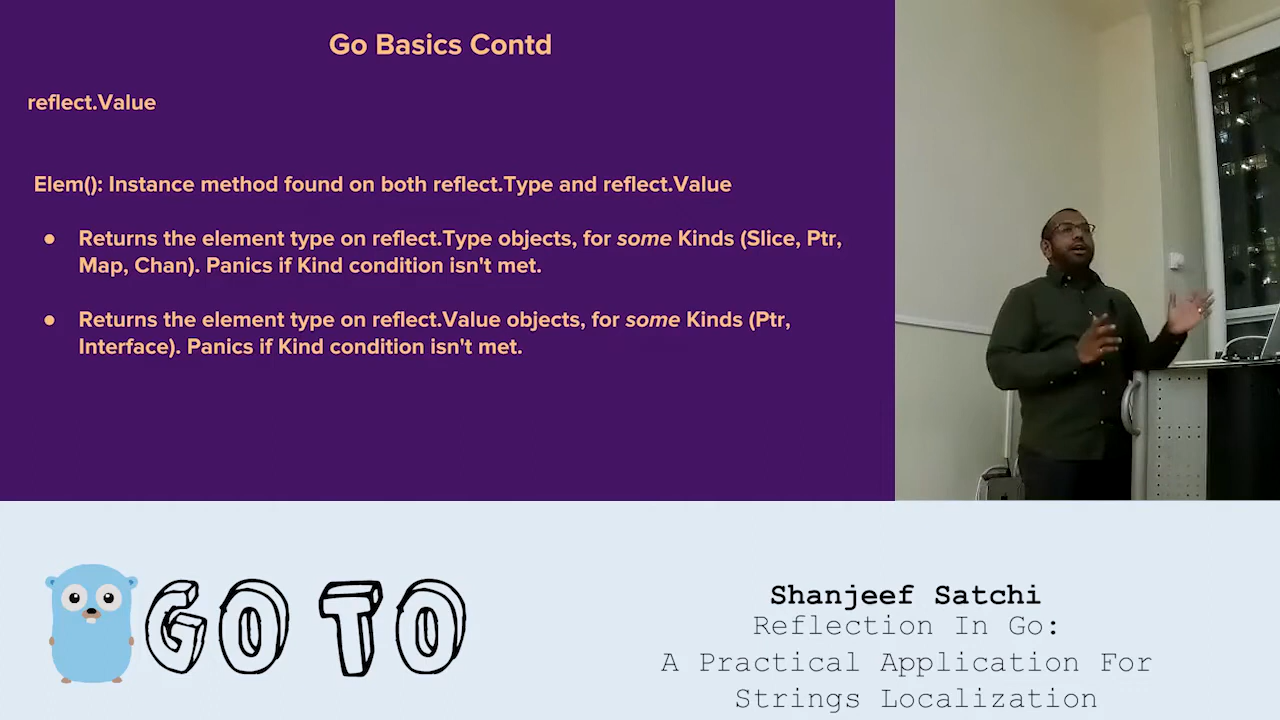 Go Basics Contd
reflect.Value
Elem(): Instance method found on both reflect.Type and reflect.Value
● Returns the element type on reflect.Type objects, for some Kinds (Slice, Ptr,
Map, Chan). Panics if Kind condition isn't met.
● Returns the element type on reflect.Value objects, for some Kinds (Ptr,
Interface). Panics if Kind condition isn't met.
GO TO
Shanjeef Satchi
Reflection In Go:
A Practical Application For
Strings Localization